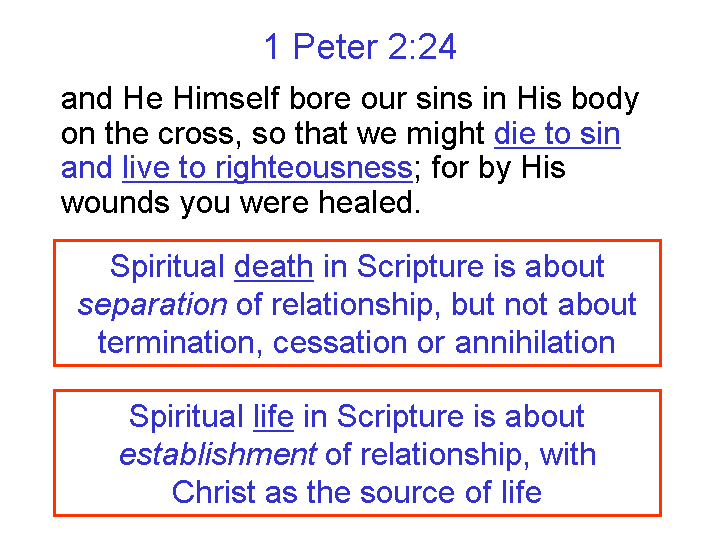 1 Peter 2:24
and He Himself bore our sins in His body
on the cross, so that we might die to sin
and live to righteousness; for by His
wounds you were healed.
Spiritual death in Scripture is about
separation of relationship, but not about
termination, cessation or annihilation
Spiritual life in Scripture is about
establishment of relationship, with
Christ as the source of life